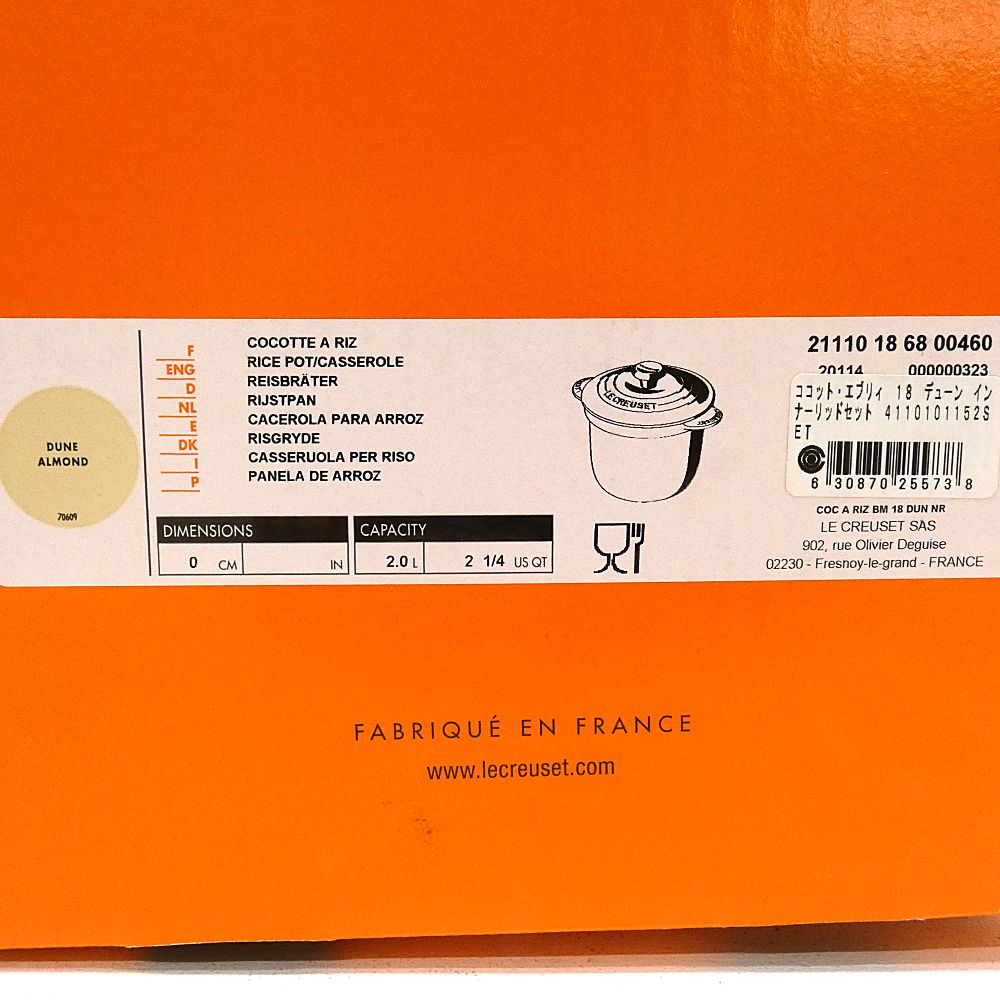 DUNE
ALMOND
70609
F COCOTTE A RIZ
ENG RICE POT/CASSEROLE
D REISBRÄTER
NL RIJSTPAN
E CACEROLA PARA ARROZ
DK RISGRYDE
I CASSERUOLA PER RISO
P PANELA DE ARROZ
DIMENSIONS
0 CM IN
CAPACITY
2.0 L 2 1/4 US QT
LE CREUSET
21110 18 68 00460
20114 000000323
ココット・エブリィ 18 デューン イン
ナーリッドセット 4110101152S
ET
6 30870 25573 8
COC A RIZ BM 18 DUN NR
LE CREUSET SAS
902, rue Olivier Deguise
02230 - Fresnoy-le-grand - FRANCE
FABRIQUÉ EN FRANCE
www.lecreuset.com